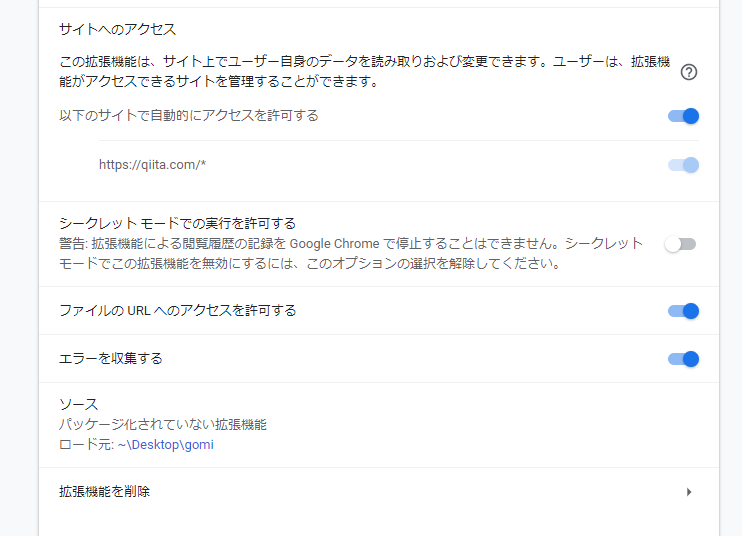 サイトへのアクセス
この拡張機能は、サイト上でユーザー自身のデータを読み取りおよび変更できます。ユーザーは、拡張機
能がアクセスできるサイトを管理することができます。
以下のサイトで自動的にアクセスを許可する
https://qiita.com/*
シークレット モードでの実行を許可する
警告: 拡張機能による閲覧履歴の記録を Google Chrome で停止することはできません。シークレット
モードでこの拡張機能を無効にするには、このオプションの選択を解除してください。
ファイルの URL へのアクセスを許可する
エラーを収集する
ソース
パッケージ化されていない拡張機能
ロード元: ~\Desktop\gomi
拡張機能を削除